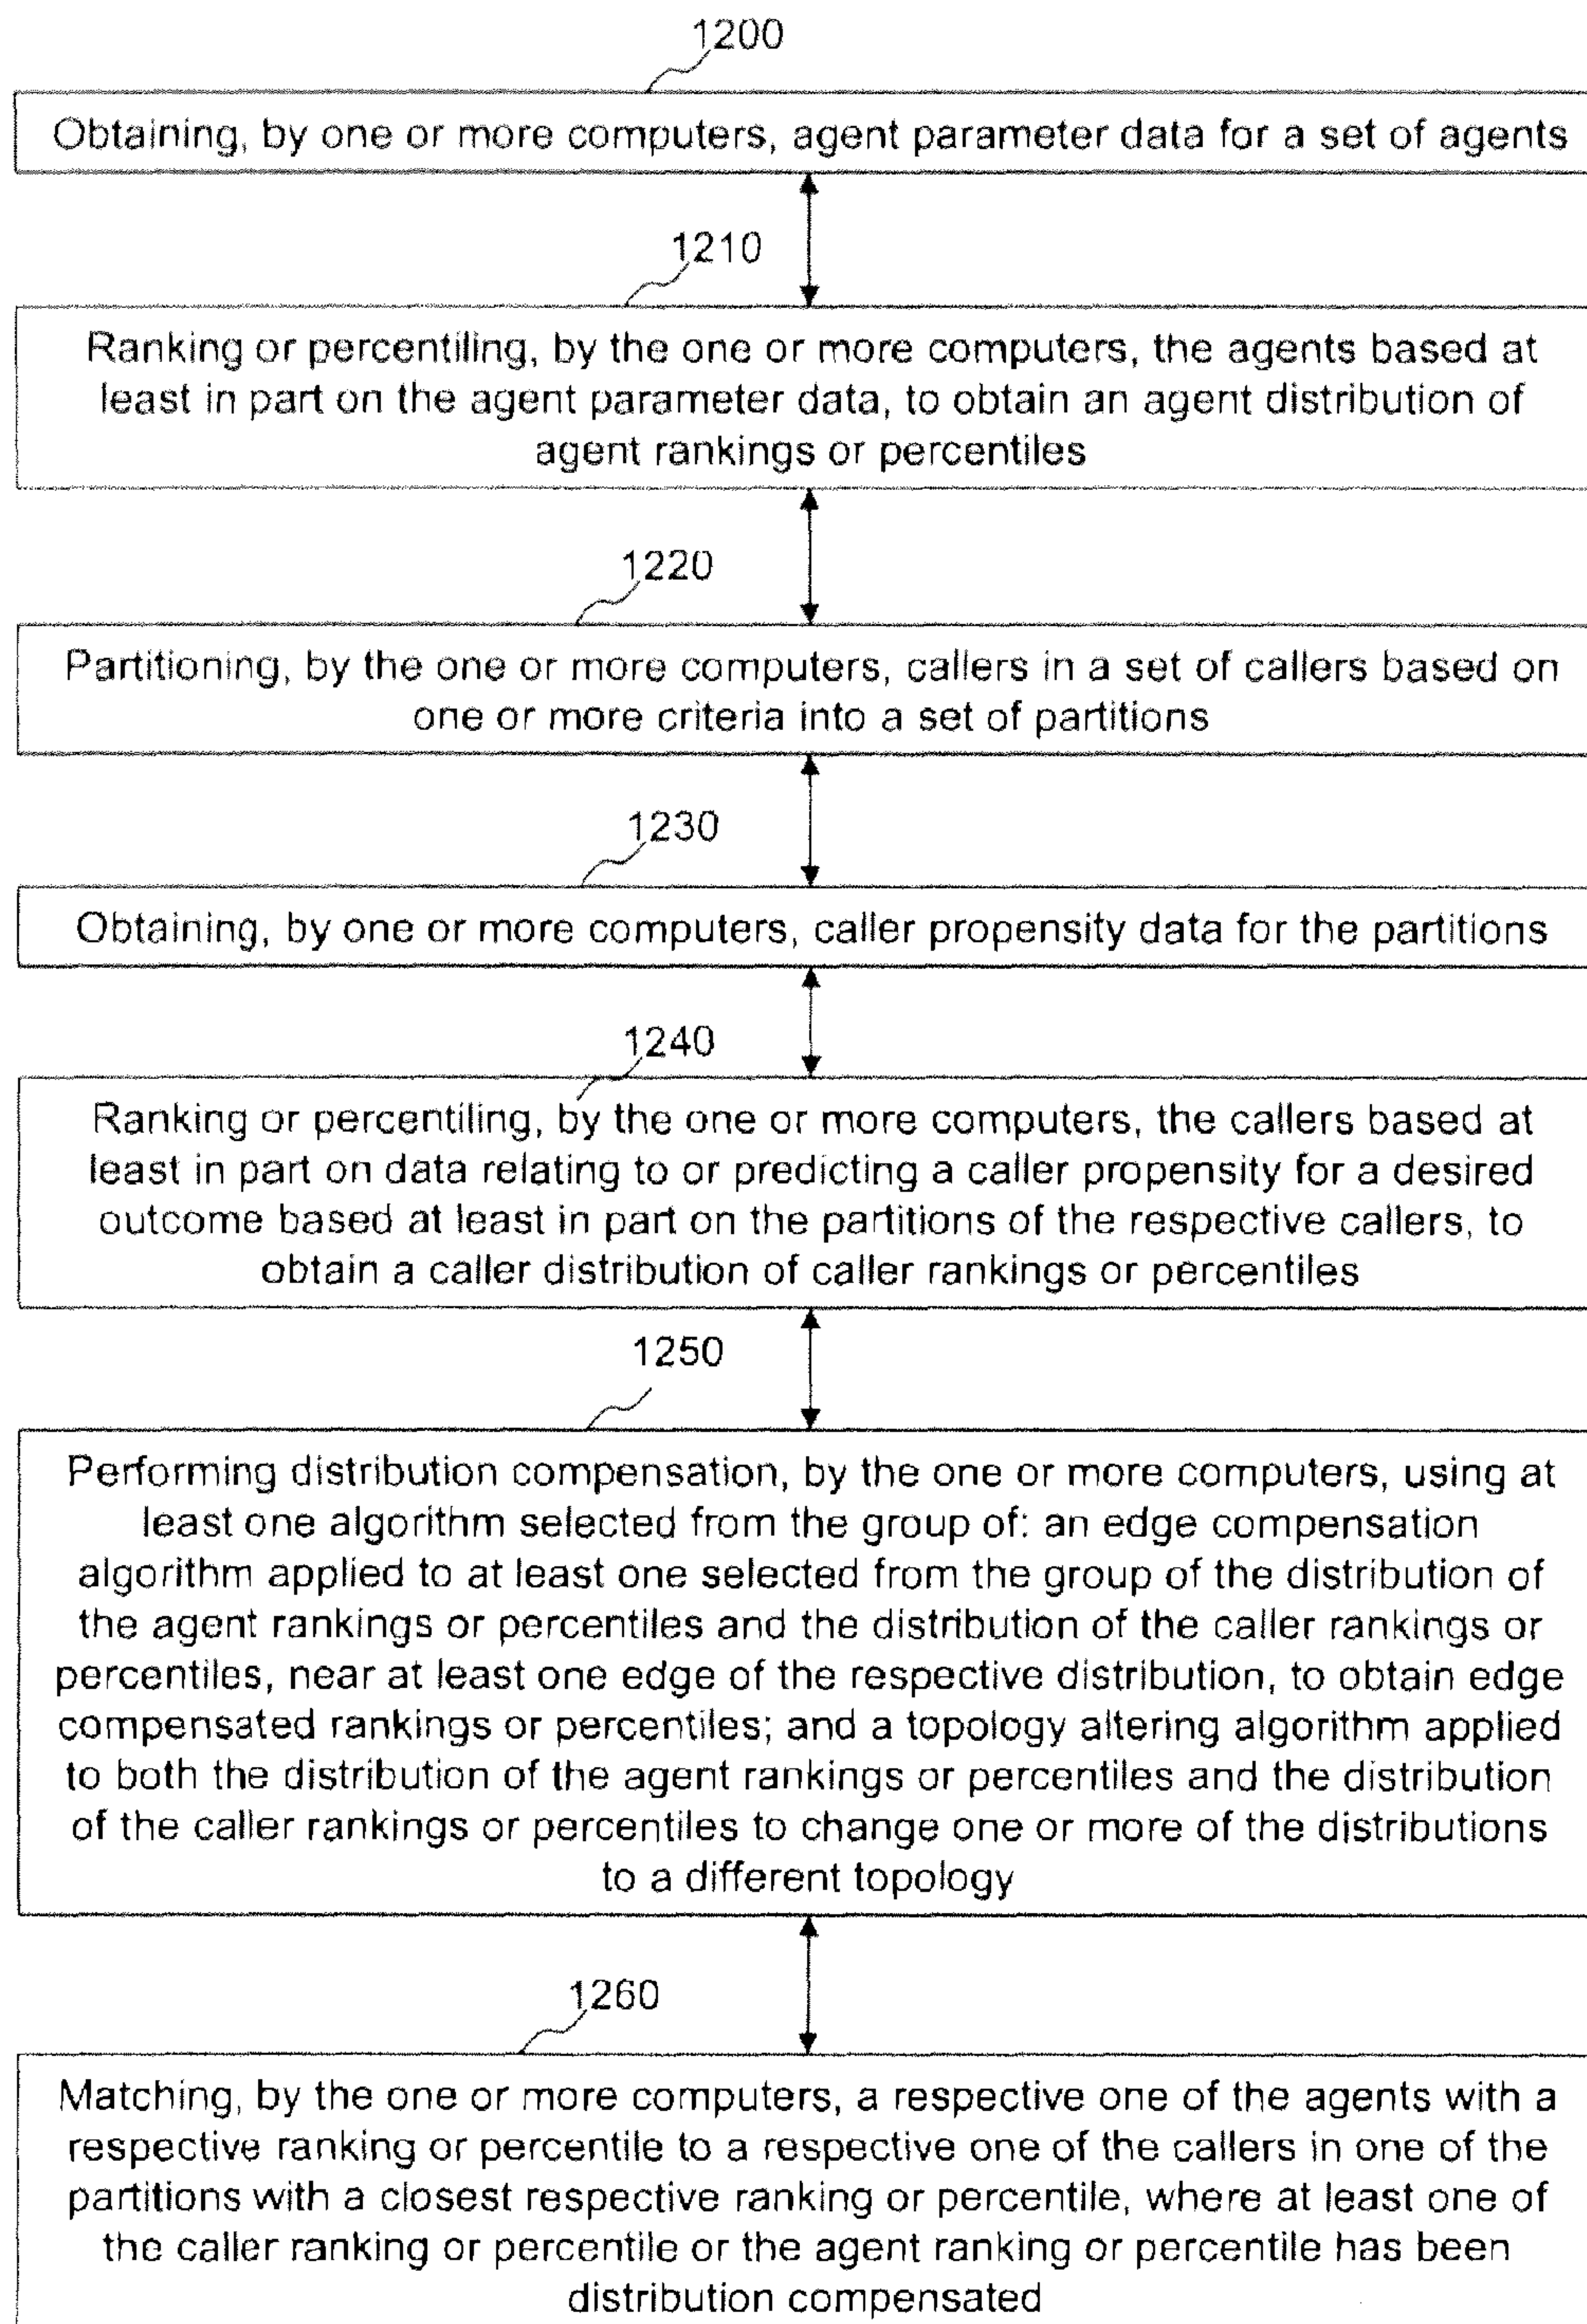 1200
Obtaining, by one or more computers, agent parameter data for a set of agents
1210
Ranking or percentiling, by the one or more computers, the agents based at
least in part on the agent parameter data, to obtain an agent distribution of
agent rankings or percentiles
1220
Partitioning, by the one or more computers, callers in a set of callers based on
one or more criteria into a set of partitions
1230
Obtaining, by one or more computers, caller propensity data for the partitions
1240
Ranking or percentiling, by the one or more computers, the callers based at
least in part on data relating to or predicting a caller propensity for a desired
outcome based at least in part on the partitions of the respective callers, to
obtain a caller distribution of caller rankings or percentiles
1250
Performing distribution compensation, by the one or more computers, using at
least one algorithm selected from the group of: an edge compensation
algorithm applied to at least one selected from the group of the distribution of
the agent rankings or percentiles and the distribution of the caller rankings or
percentiles, near at least one edge of the respective distribution, to obtain edge
compensated rankings or percentiles; and a topology altering algorithm applied
to both the distribution of the agent rankings or percentiles and the distribution
of the caller rankings or percentiles to change one or more of the distributions
to a different topology
1260
Matching, by the one or more computers, a respective one of the agents with a
respective ranking or percentile to a respective one of the callers in one of the
partitions with a closest respective ranking or percentile, where at least one of
the caller ranking or percentile or the agent ranking or percentile has been
distribution compensated